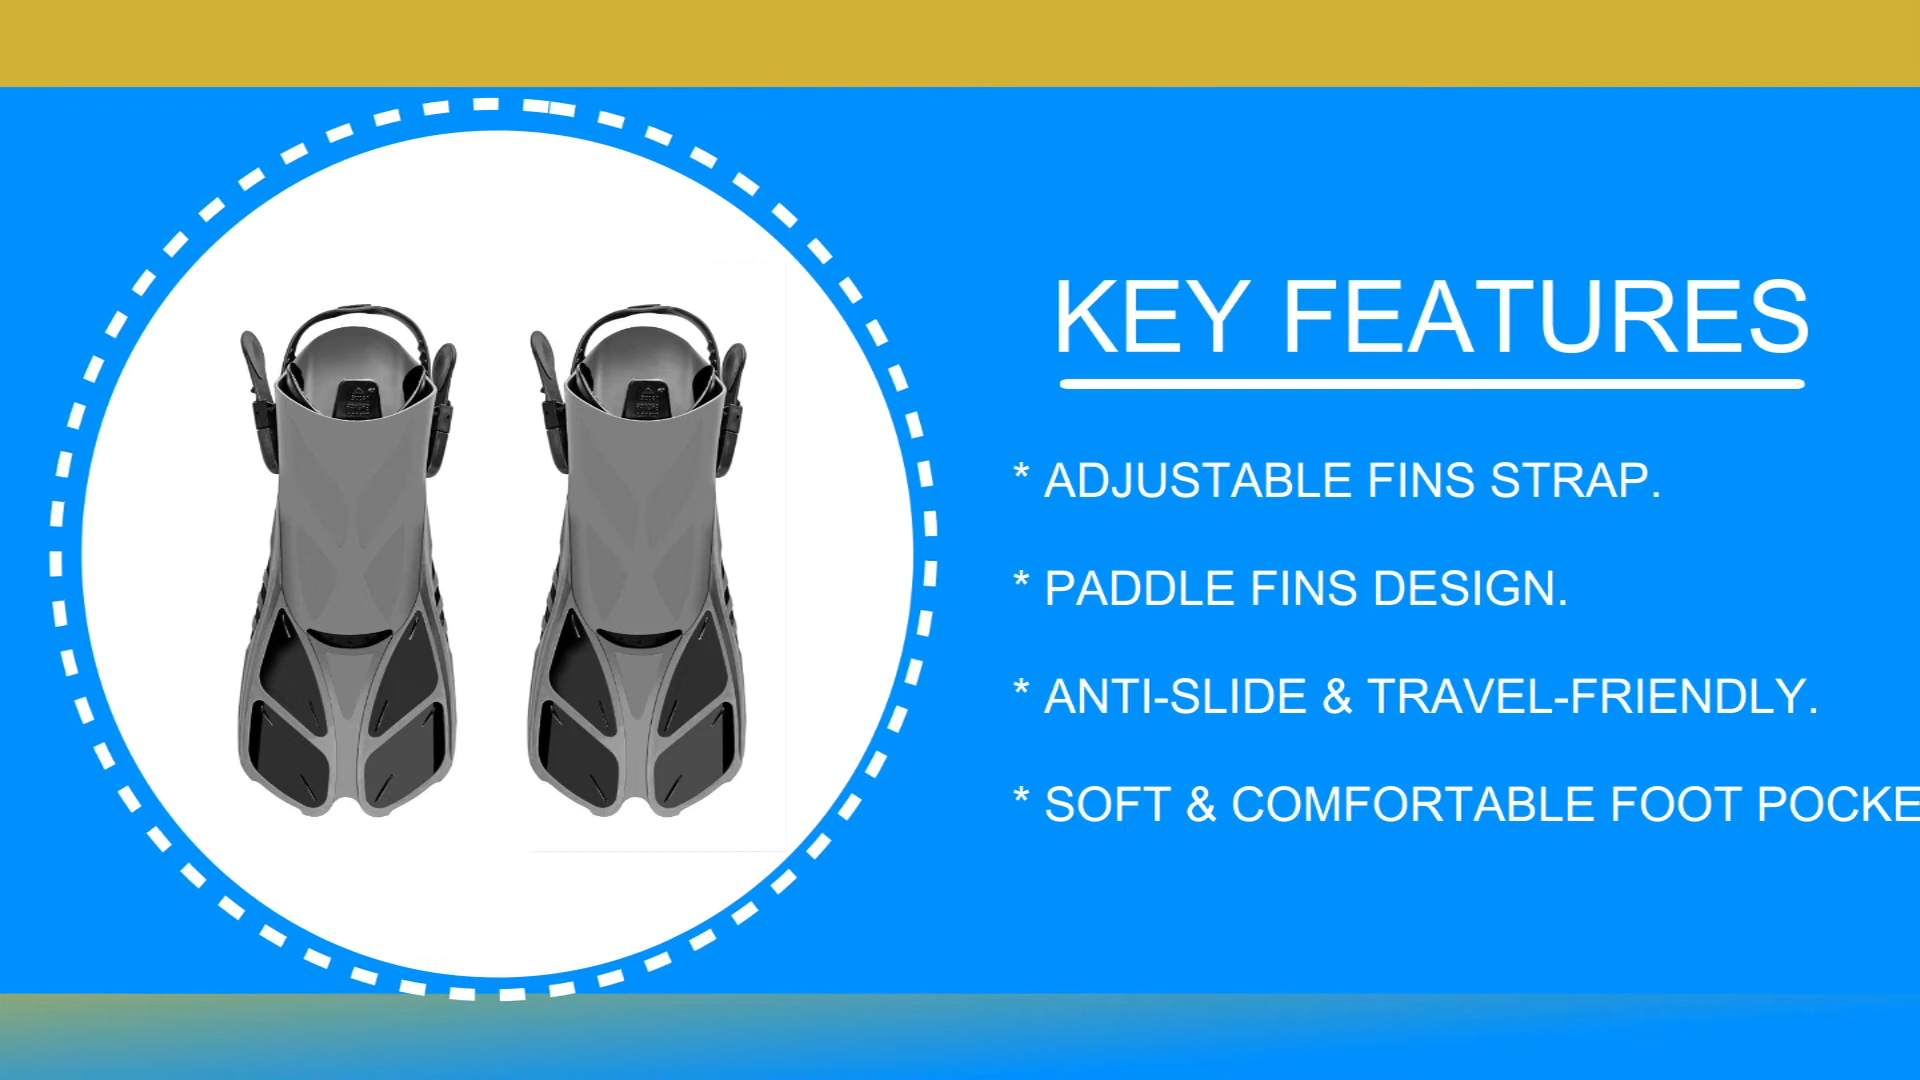 KEY FEATURES
* ADJUSTABLE FINS STRAP.
* PADDLE FINS DESIGN.
* ANTI-SLIDE & TRAVEL-FRIENDLY.
* SOFT & COMFORTABLE FOOT POCKE